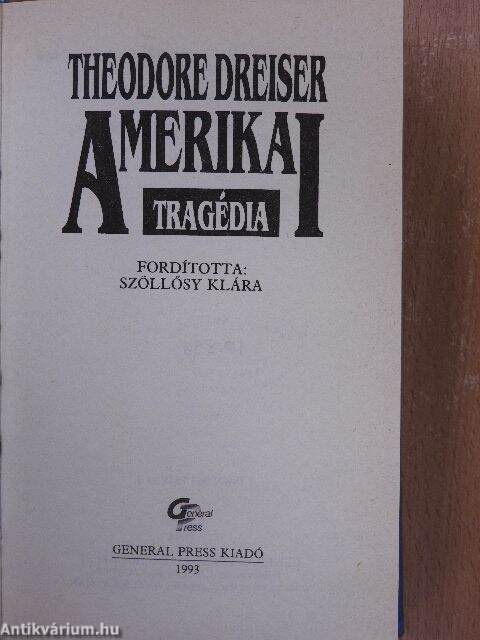 THEODORE DREISER
AMERIKAI
TRAGÉDIA
FORDÍTOTTA:
SZÖLLŐSY KLÁRA
General
Press
GENERAL PRESS KIADÓ
1993
Antikvárium.hu